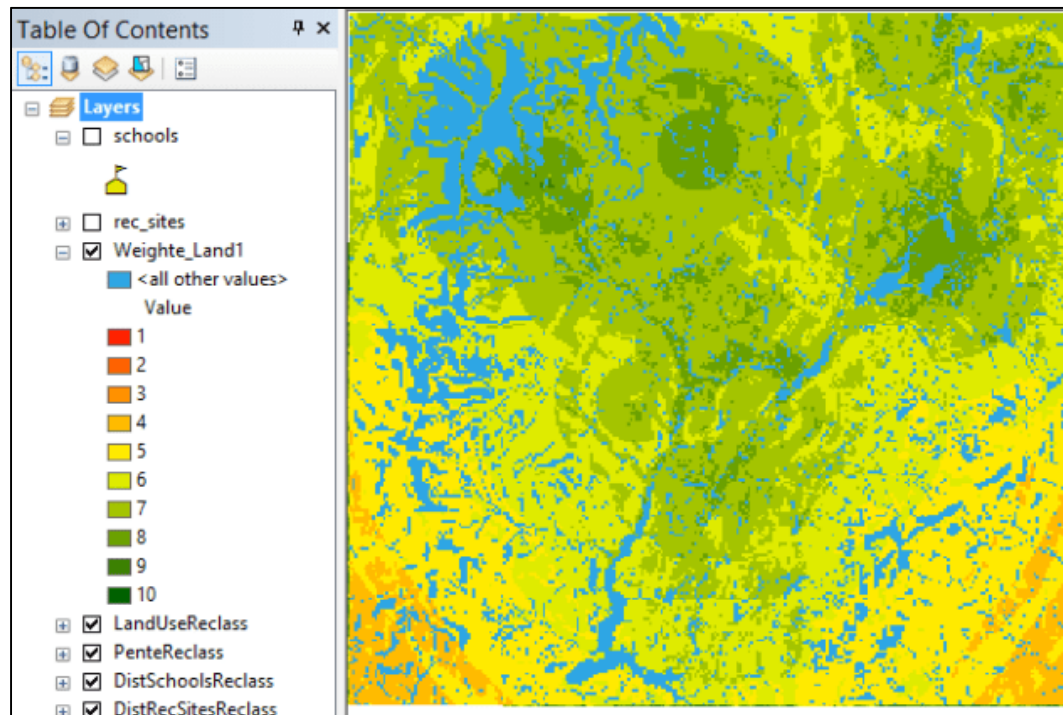 Table Of Contents
Layers
schools
rec_sites
Weighte_Land1
<all other values>
Value
1
2
3
4
5
6
7
8
9
10
LandUseReclass
PenteReclass
DistSchoolsReclass
DistRecSitesReclass